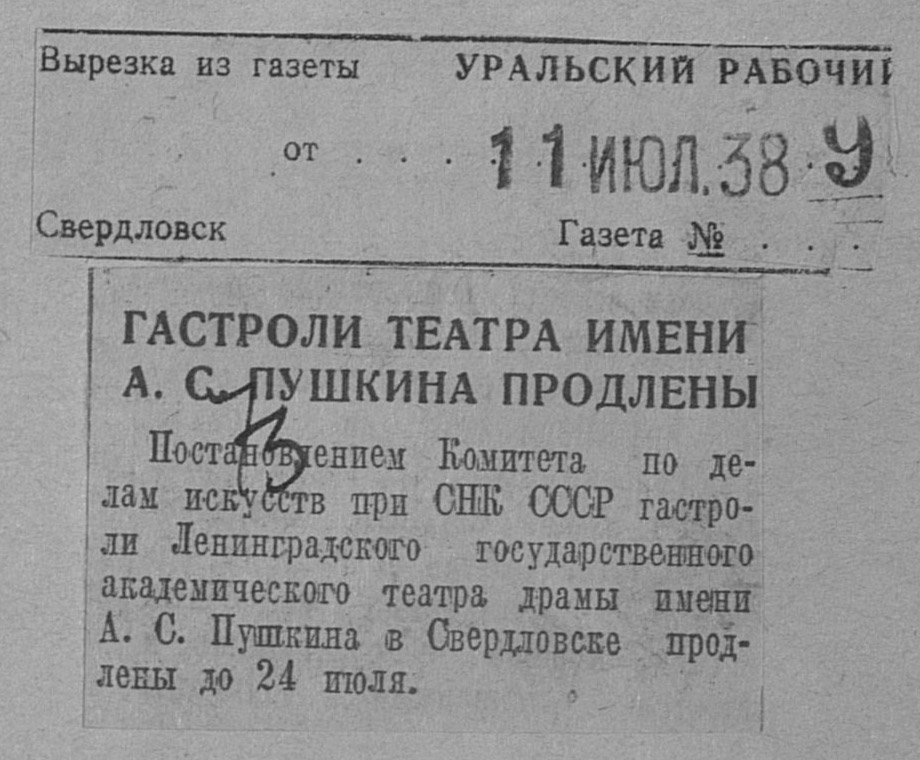 Вырезка из газеты УРАЛЬСКИЙ РАБОЧИЙ
от . . . 11 ИЮЛ.38 У
Свердловск Газета № . . .
ГАСТРОЛИ ТЕАТРА ИМЕНИ
А. С. ПУШКИНА ПРОДЛЕНЫ
Постановлением Комитета по де-
лам искусств при СНК СССР гастро-
ли Ленинградского государственного
академического театра драмы имени
А. С. Пушкина в Свердловске прод-
лены до 24 июля.